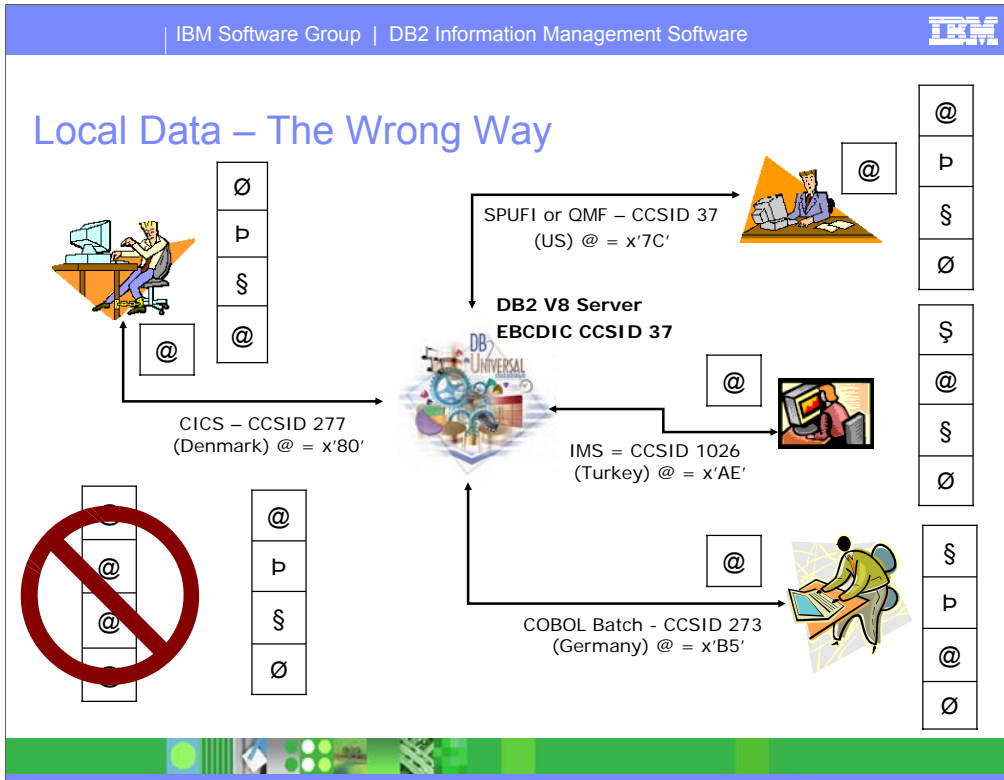 IBM Software Group | DB2 Information Management Software
IBM
Local Data – The Wrong Way
Ø
Þ
§
@
@
CICS – CCSID 277
(Denmark) @ = x'80'
SPUFI or QMF – CCSID 37
(US) @ = x'7C'
@
@
Þ
§
Ø
DB2 V8 Server
EBCDIC CCSID 37
DB2
UNIVERSAL
@
IMS = CCSID 1026
(Turkey) @ = x'AE'
Ş
@
§
Ø
@
COBOL Batch - CCSID 273
(Germany) @ = x'B5'
§
Þ
@
Ø
@
@
@
@
@
Þ
§
Ø